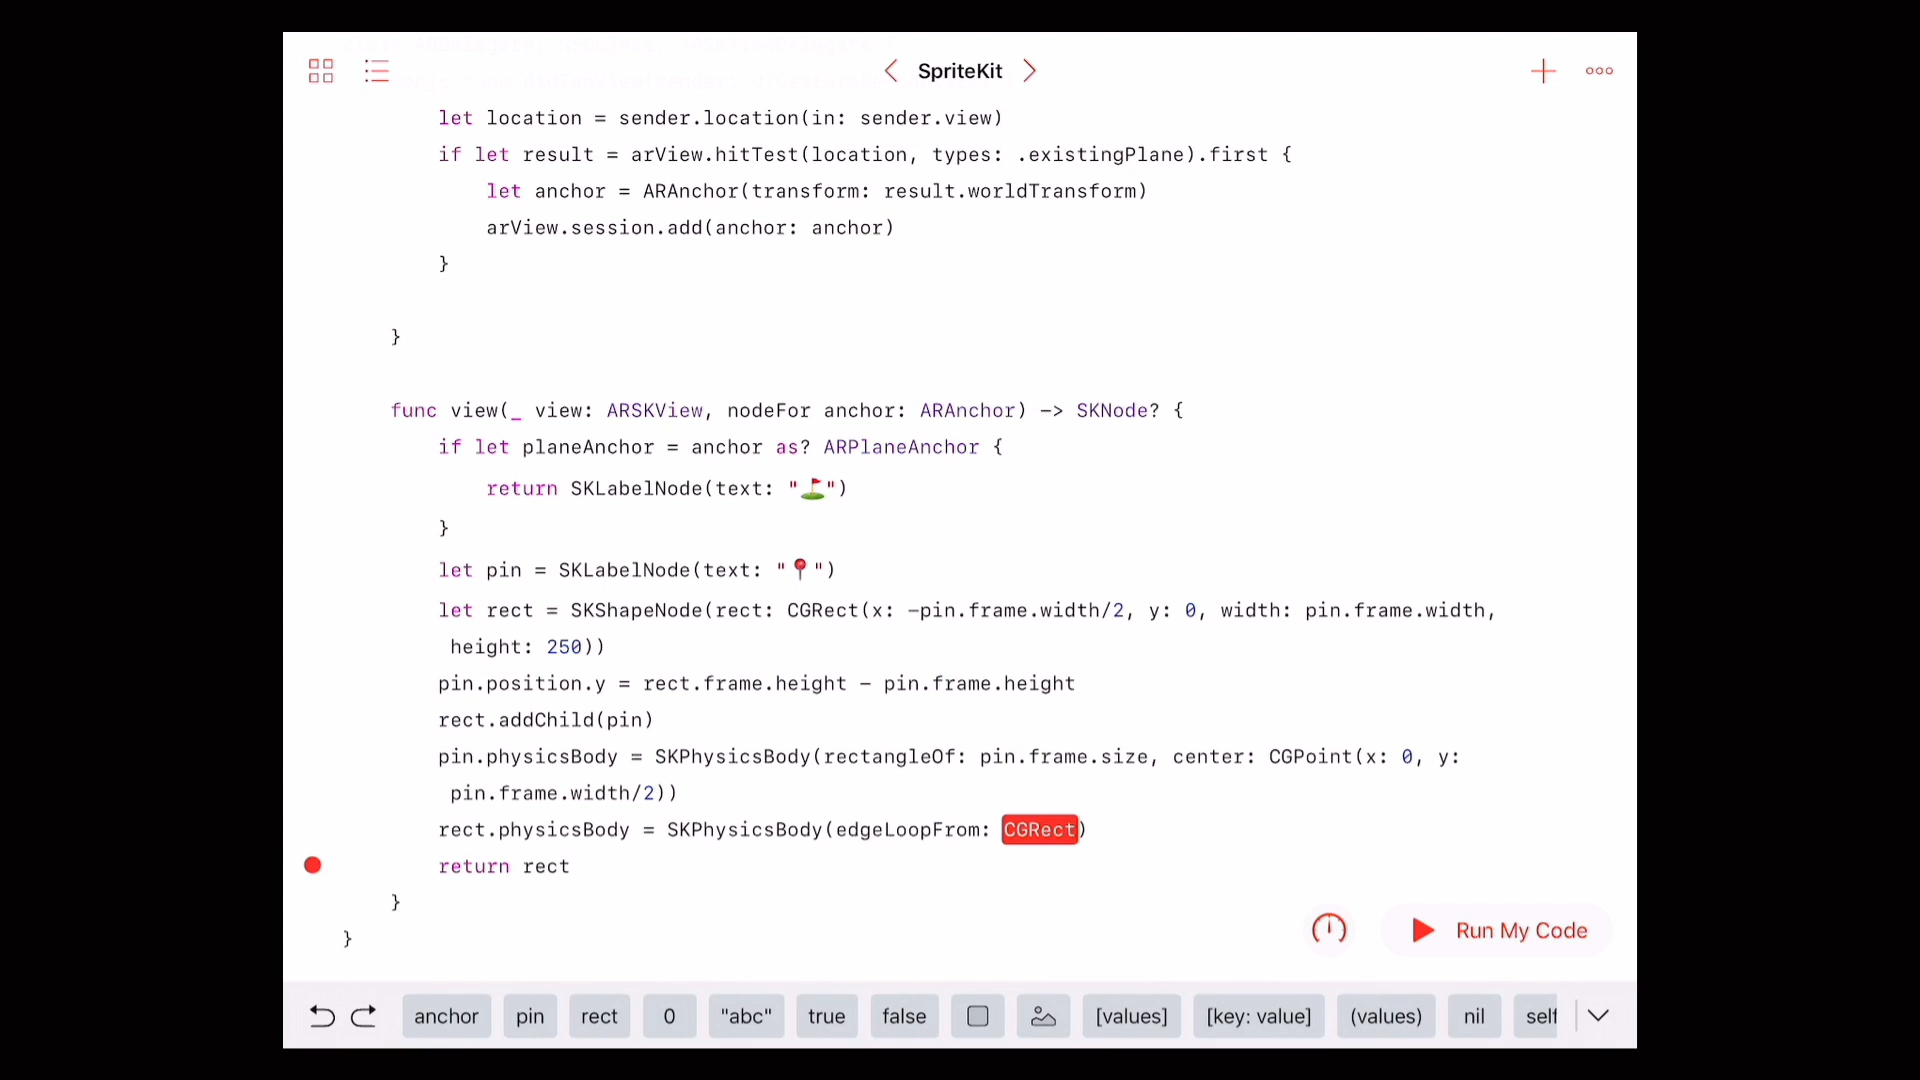 SpriteKit
let location = sender.location(in: sender.view)
if let result = arView.hitTest(location, types: .existingPlane).first {
let anchor = ARAnchor(transform: result.worldTransform)
arView.session.add(anchor: anchor)
}
}
func view(_ view: ARSKView, nodeFor anchor: ARAnchor) -> SKNode? {
if let planeAnchor = anchor as? ARPlaneAnchor {
return SKLabelNode(text: "⛳")
}
let pin = SKLabelNode(text: "📍")
let rect = SKShapeNode(rect: CGRect(x: -pin.frame.width/2, y: 0, width: pin.frame.width,
height: 250))
pin.position.y = rect.frame.height - pin.frame.height
rect.addChild(pin)
pin.physicsBody = SKPhysicsBody(rectangleOf: pin.frame.size, center: CGPoint(x: 0, y:
pin.frame.width/2))
rect.physicsBody = SKPhysicsBody(edgeLoopFrom: CGRect)
return rect
}
}
Run My Code
anchor pin rect 0 "abc" true false [values] [key: value] (values) nil self